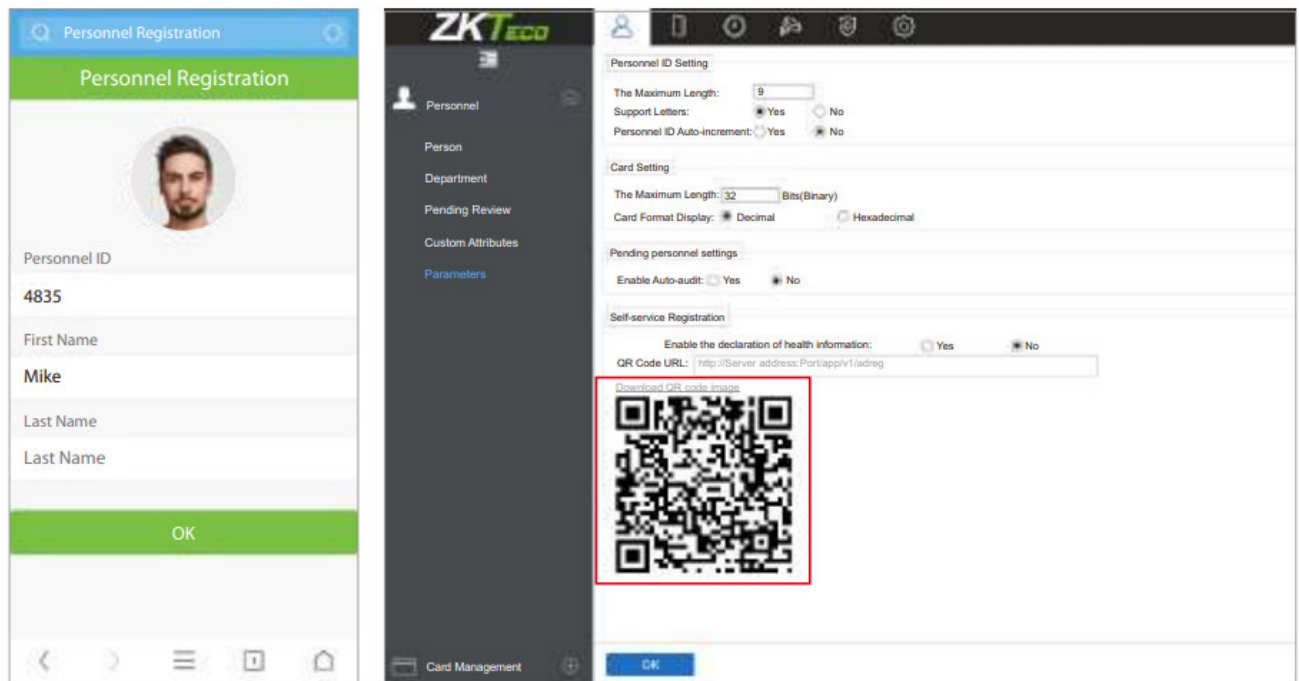 Personnel Registration
Personnel Registration
Personnel ID
4835
First Name
Mike
Last Name
Last Name
OK
ZKTECO
Personnel
Person
Department
Pending Review
Custom Attributes
Parameters
Card Management
Personnel ID Setting
The Maximum Length: 9
Support Letters: Yes No
Personnel ID Auto-increment: Yes No
Card Setting
The Maximum Length: 32 Bits(Binary)
Card Format Display: Decimal Hexadecimal
Pending personnel settings
Enable Auto-audit: Yes No
Self-service Registration
Enable the declaration of health information: Yes No
QR Code URL: http://Server address:Port/app/v1/adreg
Download QR code image
OK